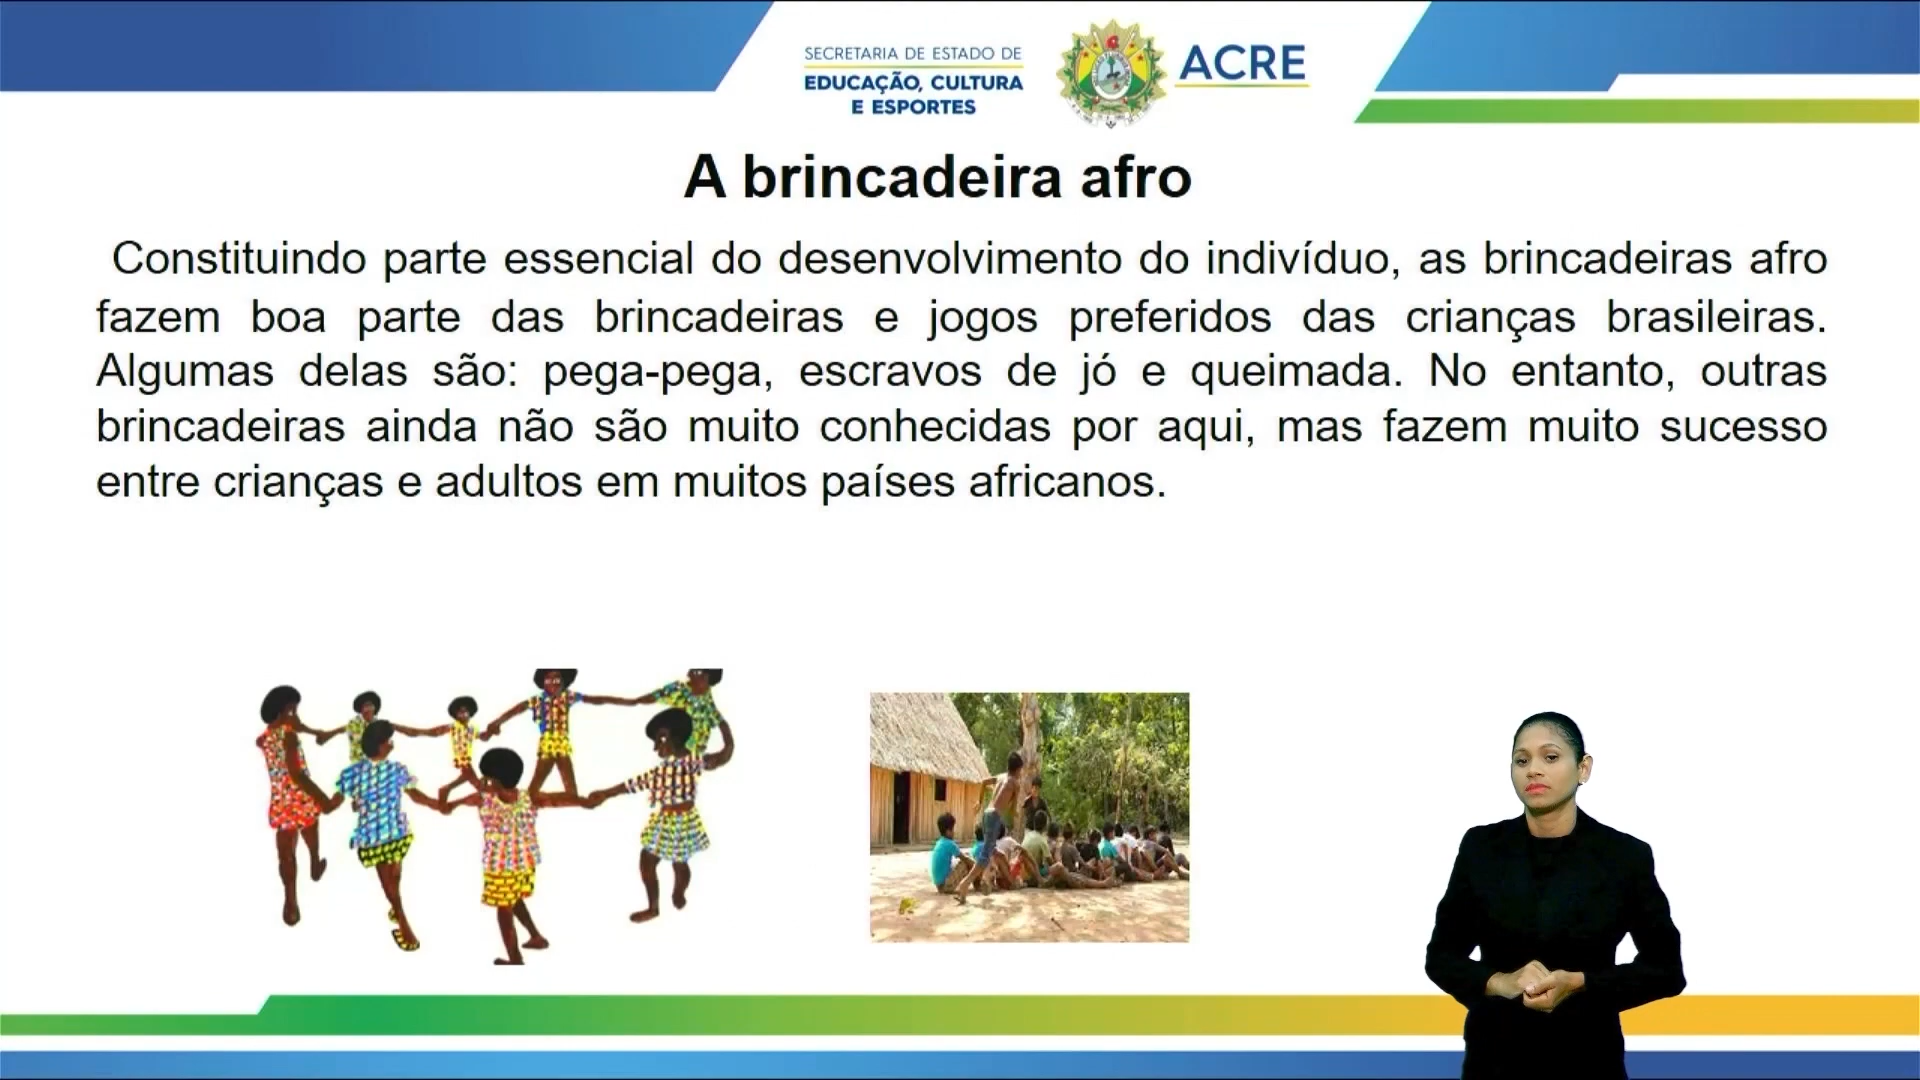 SECRETARIA DE ESTADO DE
EDUCAÇÃO, CULTURA
E ESPORTES
ACRE
A brincadeira afro
Constituindo parte essencial do desenvolvimento do indivíduo, as brincadeiras afro
fazem boa parte das brincadeiras e jogos preferidos das crianças brasileiras.
Algumas delas são: pega-pega, escravos de jó e queimada. No entanto, outras
brincadeiras ainda não são muito conhecidas por aqui, mas fazem muito sucesso
entre crianças e adultos em muitos países africanos.